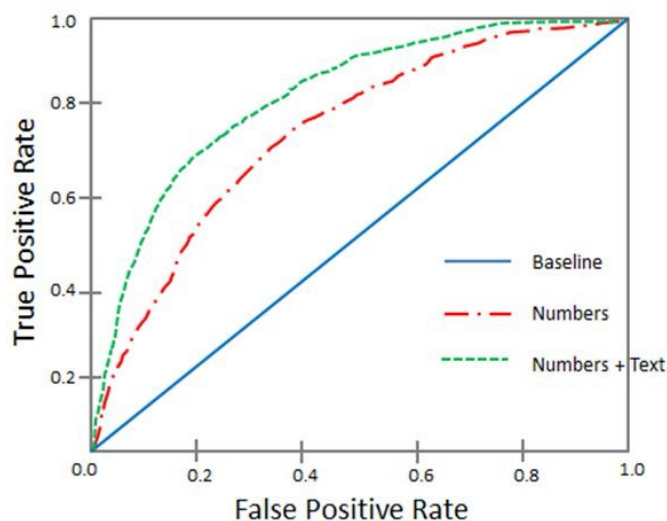 1.0
0.8
0.6
0.4
0.2
True Positive Rate
Baseline
Numbers
Numbers + Text
0.0 0.2 0.4 0.6 0.8 1.0
False Positive Rate